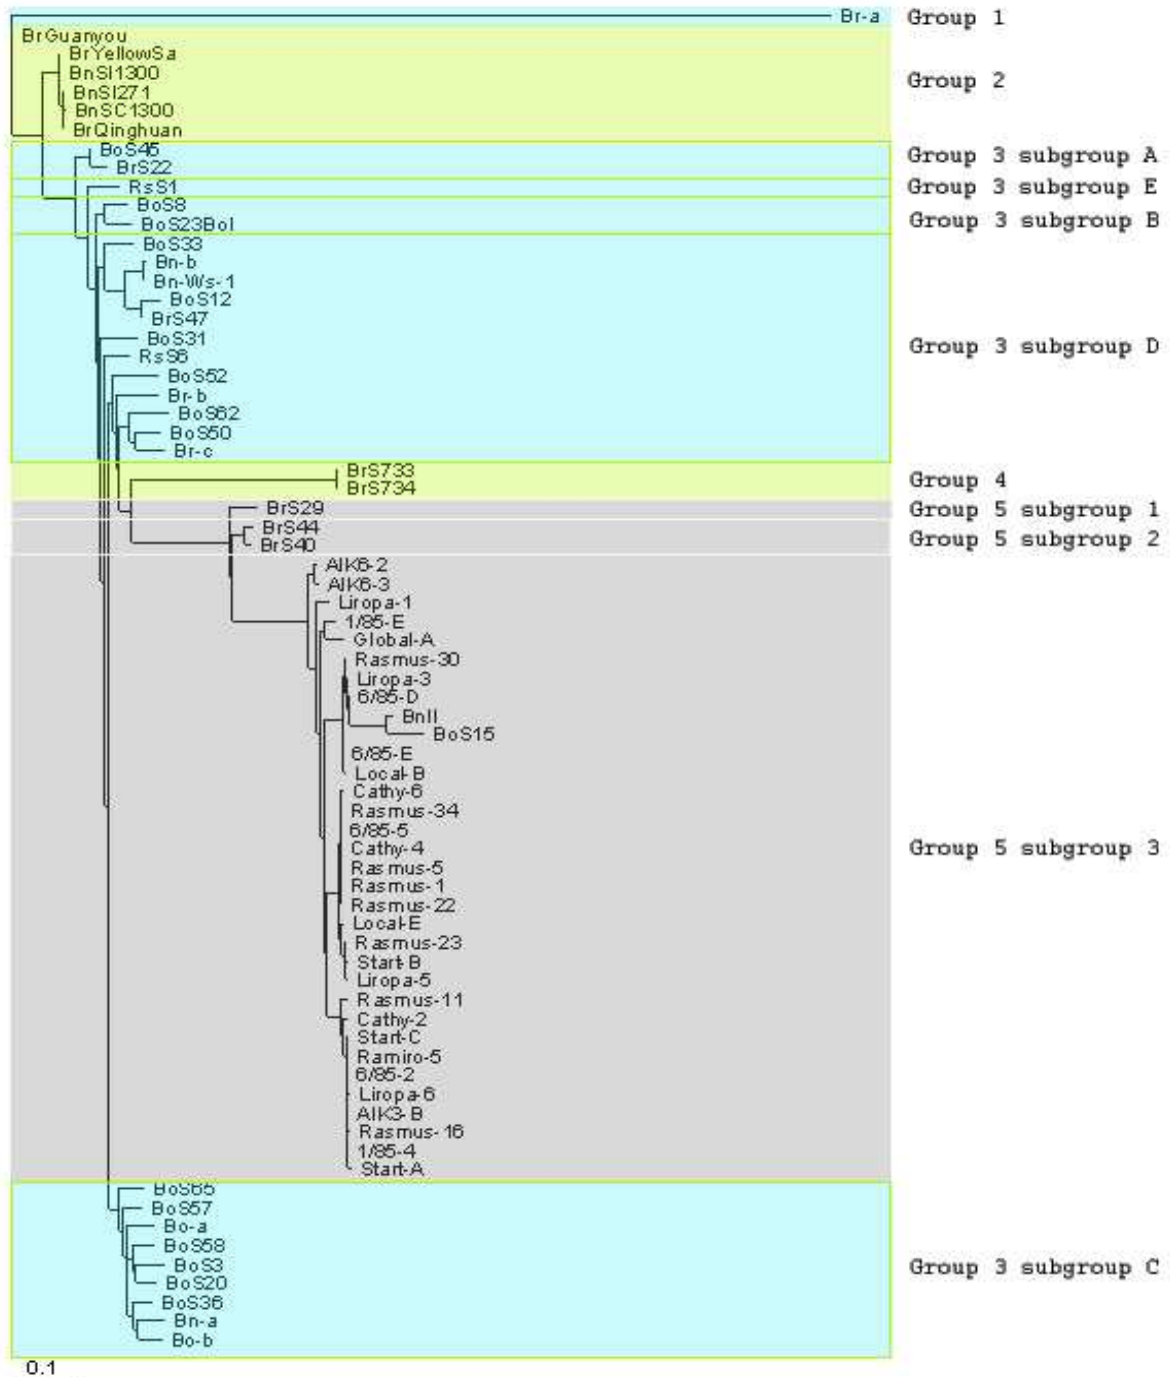 Br-a Group 1
BrGuanyou
BrYellowSa
BnSI1300
Group 2
BnSI271
BnSC1300
BrQinghuan
BoS45 Group 3 subgroup A
BrS22
RsS1 Group 3 subgroup E
BoS8
BoS23Bol Group 3 subgroup B
BoS33
Bn-b
Bn-Ws-1
BoS12
BrS47
BoS31
Group 3 subgroup D
RsS6
BoS52
Br-b
BoS62
BoS50
Br-c
BrS733
Group 4
BrS734
BrS29 Group 5 subgroup 1
BrS44
Group 5 subgroup 2
BrS40
AIK6-2
AIK6-3
Liropa-1
1/85-E
Global-A
Rasmus-30
Liropa-3
6/85-D
BnII
BoS15
6/85-E
Local-B
Cathy-6
Rasmus-34
6/85-5
Cathy-4 Group 5 subgroup 3
Rasmus-5
Rasmus-1
Rasmus-22
Local-E
Rasmus-23
Start-B
Liropa-5
Rasmus-11
Cathy-2
Start-C
Ramiro-5
6/85-2
Liropa-6
AIK3-B
Rasmus-16
1/85-4
Start-A
BoS65
BoS57
Bo-a
BoS58
BoS3 Group 3 subgroup C
BoS20
BoS36
Bn-a
Bo-b
0.1